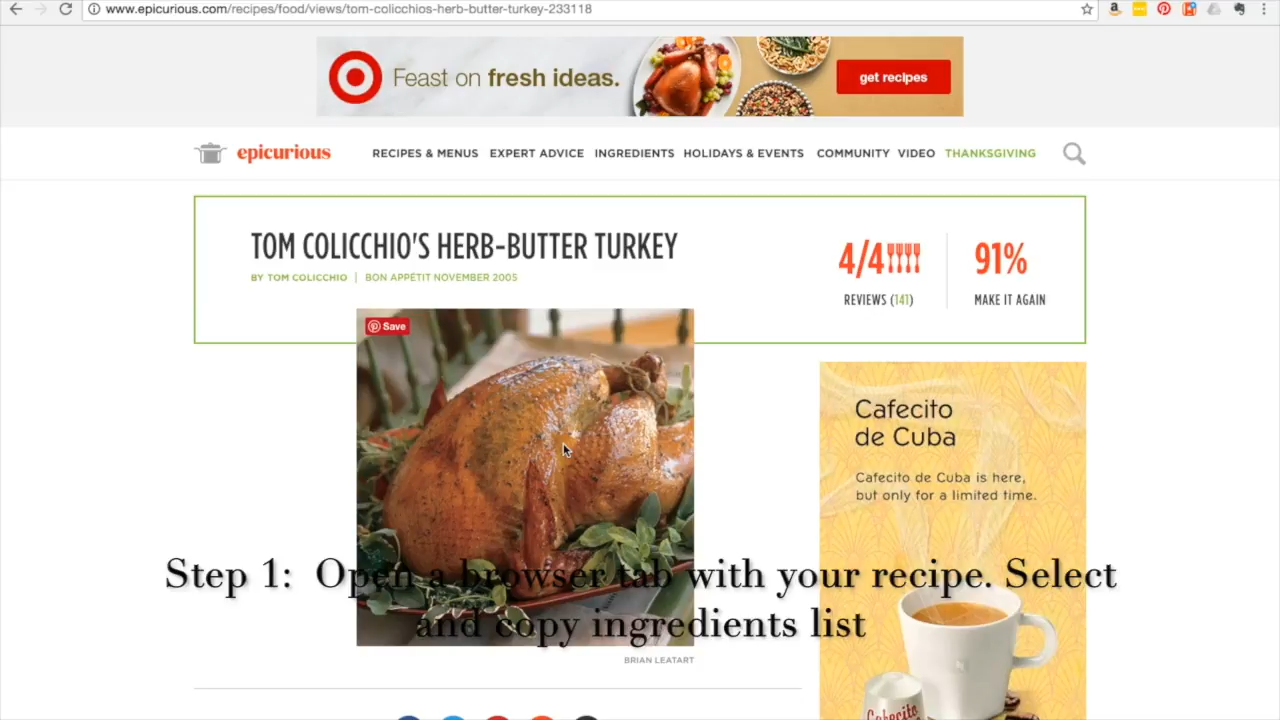 www.epicurious.com/recipes/food/views/tom-colicchios-herb-butter-turkey-233118
Feast on fresh ideas.
get recipes
epicurious
RECIPES & MENUS EXPERT ADVICE INGREDIENTS HOLIDAYS & EVENTS COMMUNITY VIDEO THANKSGIVING
TOM COLICCHIO'S HERB-BUTTER TURKEY
BY TOM COLICCHIO | BON APPÉTIT NOVEMBER 2005
4/4
REVIEWS (141)
91%
MAKE IT AGAIN
Save
Cafecito
de Cuba
Cafecito de Cuba is here,
but only for a limited time.
Step 1: Open a browser tab with your recipe. Select
and copy ingredients list
BRIAN LEATART
Cafecito